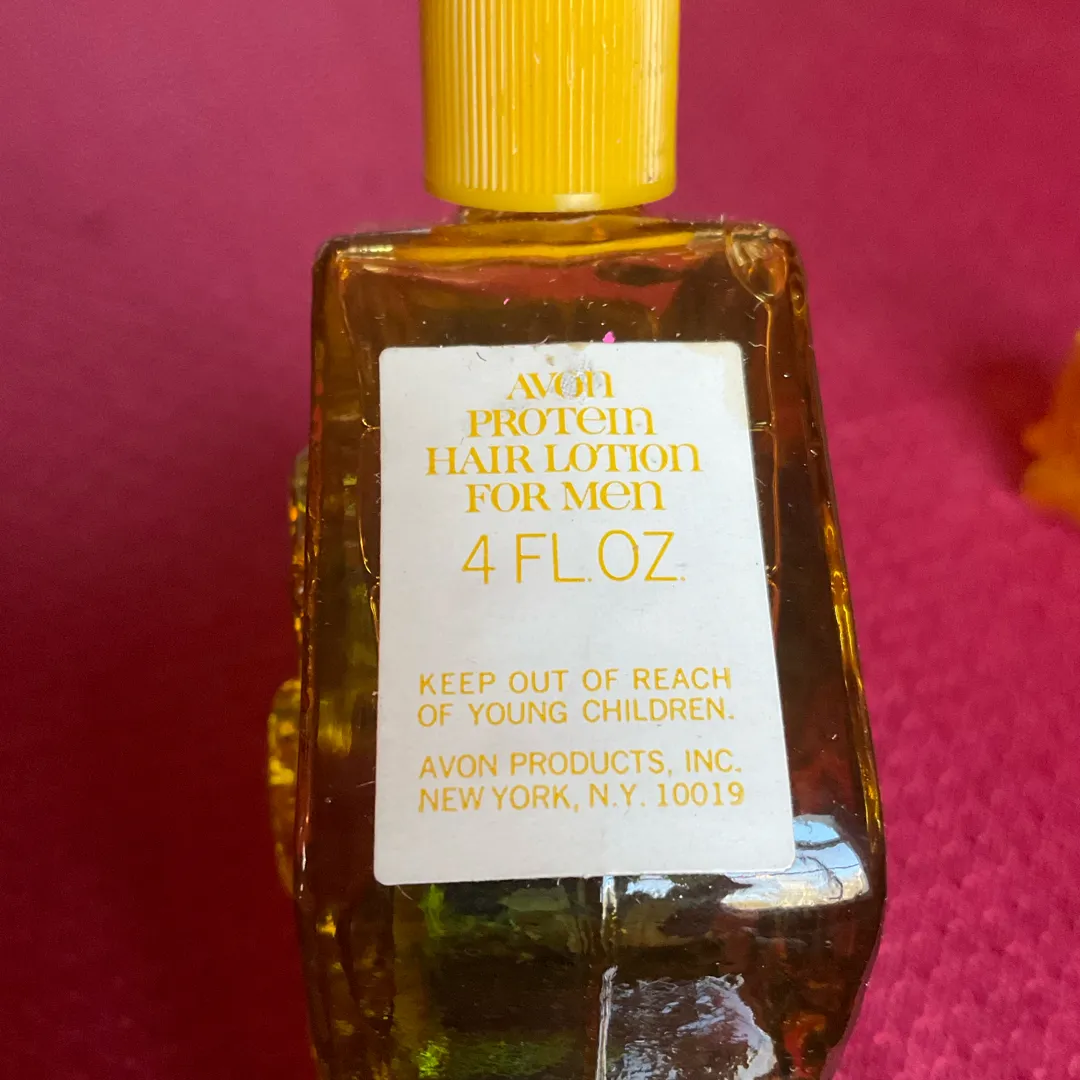 AVon
PROTein
HAIR LOTIOn
FOR Men
4 FL.OZ.
KEEP OUT OF REACH
OF YOUNG CHILDREN.
AVON PRODUCTS, INC.
NEW YORK, N.Y. 10019